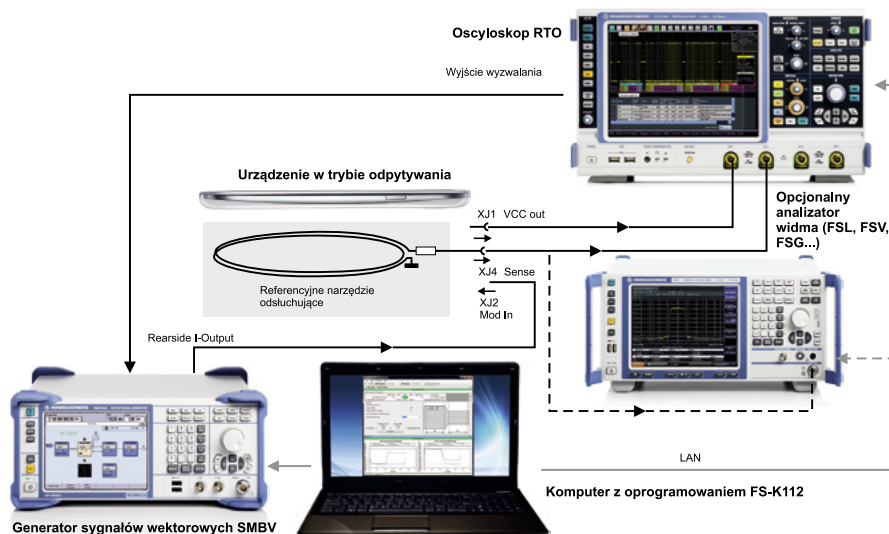 Oscyloskop RTO
Wyjście wyzwalania
Urządzenie w trybie odpytywania
XJ1 VCC out
Opcjonalny
analizator
widma (FSL, FSV,
FSG...)
XJ4 Sense
Referencyjne narzędzie
odsłuchujące
XJ2
Mod In
Rearside I-Output
LAN
Komputer z oprogramowaniem FS-K112
Generator sygnałów wektorowych SMBV